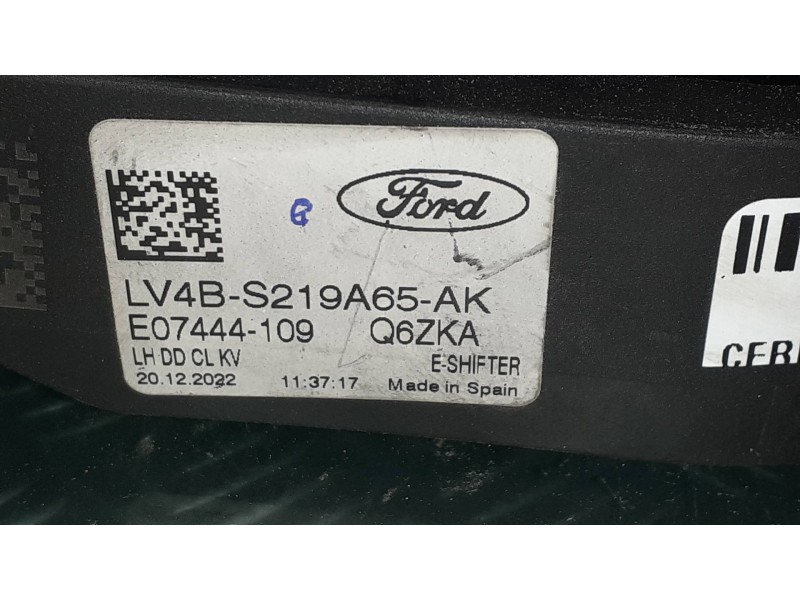 G
Ford
LV4B-S219A65-AK
E07444-109 Q6ZKA
LH DD CL KV E-SHIFTER
20.12.2022 11:37:17 Made in Spain